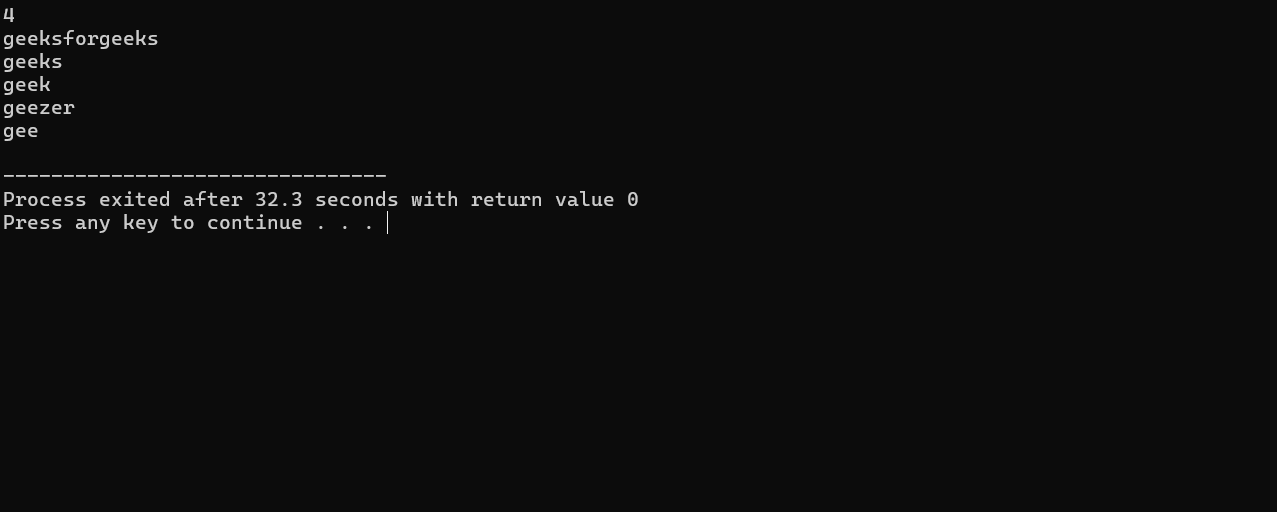 4
geeksforgeeks
geeks
geek
geezer
gee
--------------------------------
Process exited after 32.3 seconds with return value 0
Press any key to continue . . .